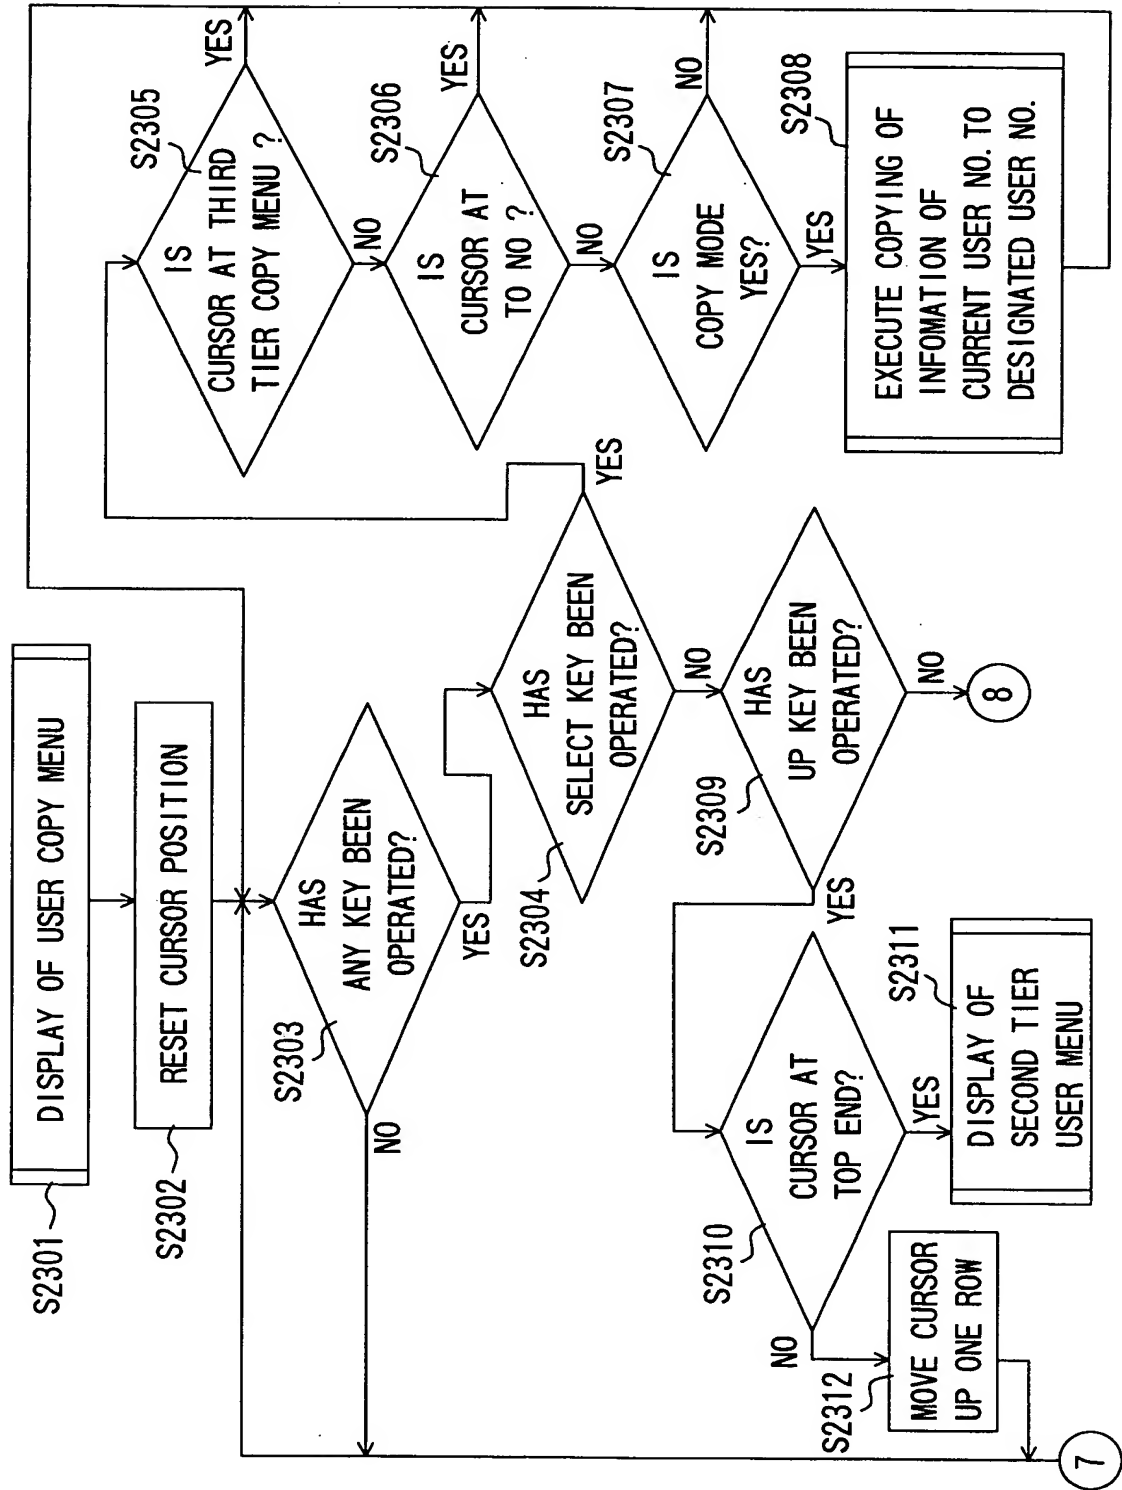 S2301
DISPLAY OF USER COPY MENU
S2302
RESET CURSOR POSITION
S2303
HAS
ANY KEY BEEN
OPERATED?
NO
YES
S2304
HAS
SELECT KEY BEEN
OPERATED?
YES
NO
S2305
IS
CURSOR AT THIRD
TIER COPY MENU ?
YES
NO
S2306
IS
CURSOR AT
TO NO ?
YES
NO
S2307
IS
COPY MODE
YES?
NO
YES
S2308
EXECUTE COPYING OF
INFOMATION OF
CURRENT USER NO. TO
DESIGNATED USER NO.
S2309
HAS
UP KEY BEEN
OPERATED?
YES
NO
8
S2310
IS
CURSOR AT
TOP END?
NO
YES
S2311
DISPLAY OF
SECOND TIER
USER MENU
S2312
MOVE CURSOR
UP ONE ROW
7